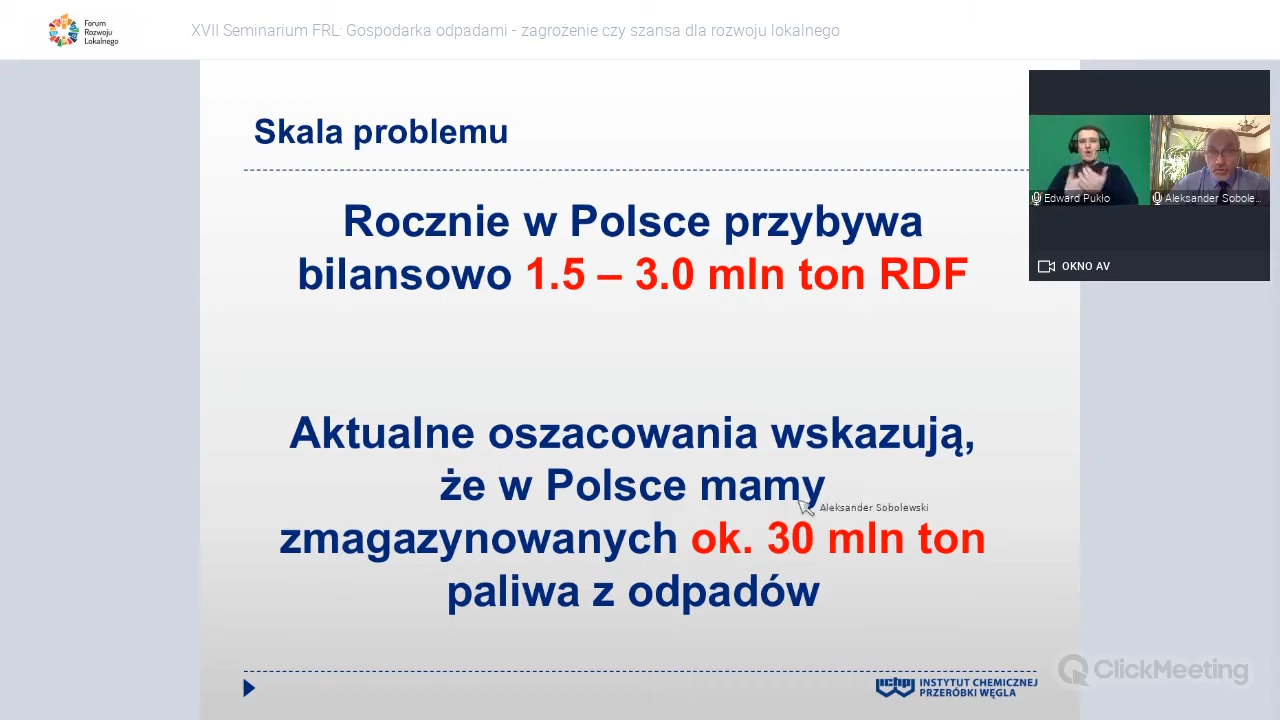 Forum
Rozwoju
Lokalnego
XVII Seminarium FRL: Gospodarka odpadami - zagrożenie czy szansa dla rozwoju lokalnego
Skala problemu
Rocznie w Polsce przybywa
bilansowo 1.5 – 3.0 mln ton RDF
Edward Pukło
Aleksander Sobole...
OKNO AV
Aktualne oszacowania wskazują,
że w Polsce mamy
Aleksander Sobolewski
zmagazynowanych ok. 30 mln ton
paliwa z odpadów
ichpw INSTYTUT CHEMICZNEJ
PRZERÓBKI WĘGLA
ClickMeeting